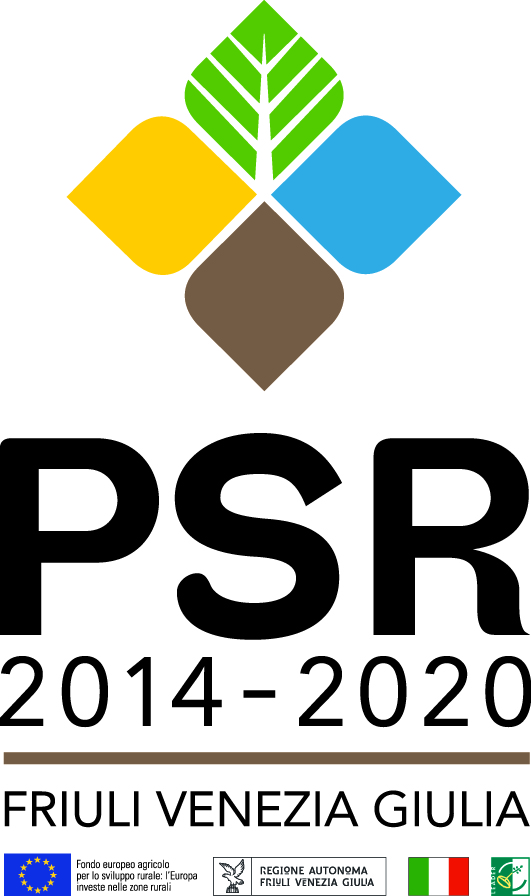 PSR
2014-2020
FRIULI VENEZIA GIULIA
Fondo europeo agricolo
per lo sviluppo rurale: l'Europa
investe nelle zone rurali
REGIONE AUTONOMA
FRIULI VENEZIA GIULIA
LEADER